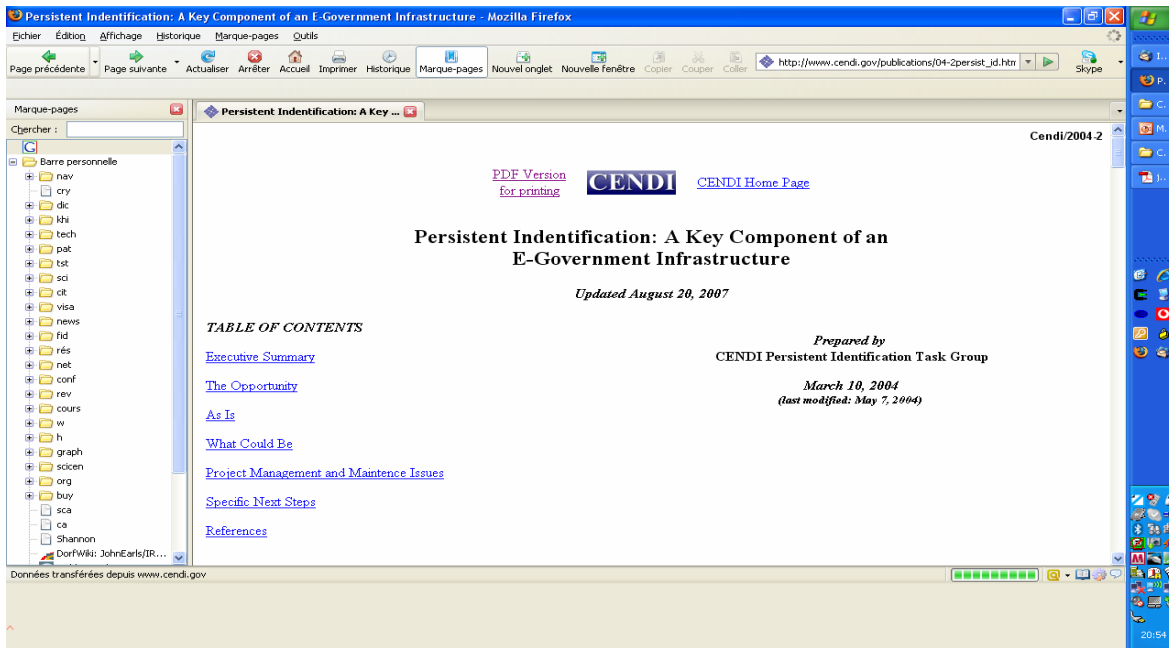 Persistent Indentification: A Key Component of an E-Government Infrastructure - Mozilla Firefox
Fichier Édition Affichage Historique Marque-pages Outils
Page précédente Page suivante Actualiser Arrêter Accueil Imprimer Historique Marque-pages Nouvel onglet Nouvelle fenêtre Copier Couper Coller http://www.cendi.gov/publications/04-2persist_id.htm Skype
Marque-pages
Persistent Indentification: A Key ...
Chercher :
G
Barre personnelle
nav
cry
dic
khi
tech
pat
tst
sci
cit
visa
news
fid
rés
net
conf
rev
cours
w
h
graph
scicen
org
buy
sca
ca
Shannon
DorfWiki: JohnEarls/IR...
Cendi/2004-2
PDF Version
for printing
CENDI
CENDI Home Page
Persistent Indentification: A Key Component of an
E-Government Infrastructure
Updated August 20, 2007
TABLE OF CONTENTS
Executive Summary
The Opportunity
As Is
What Could Be
Project Management and Maintence Issues
Specific Next Steps
References
Prepared by
CENDI Persistent Identification Task Group
March 10, 2004
(last modified: May 7, 2004)
Données transférées depuis www.cendi.gov
I..
P.
C.
M.
C.
J..
20:54